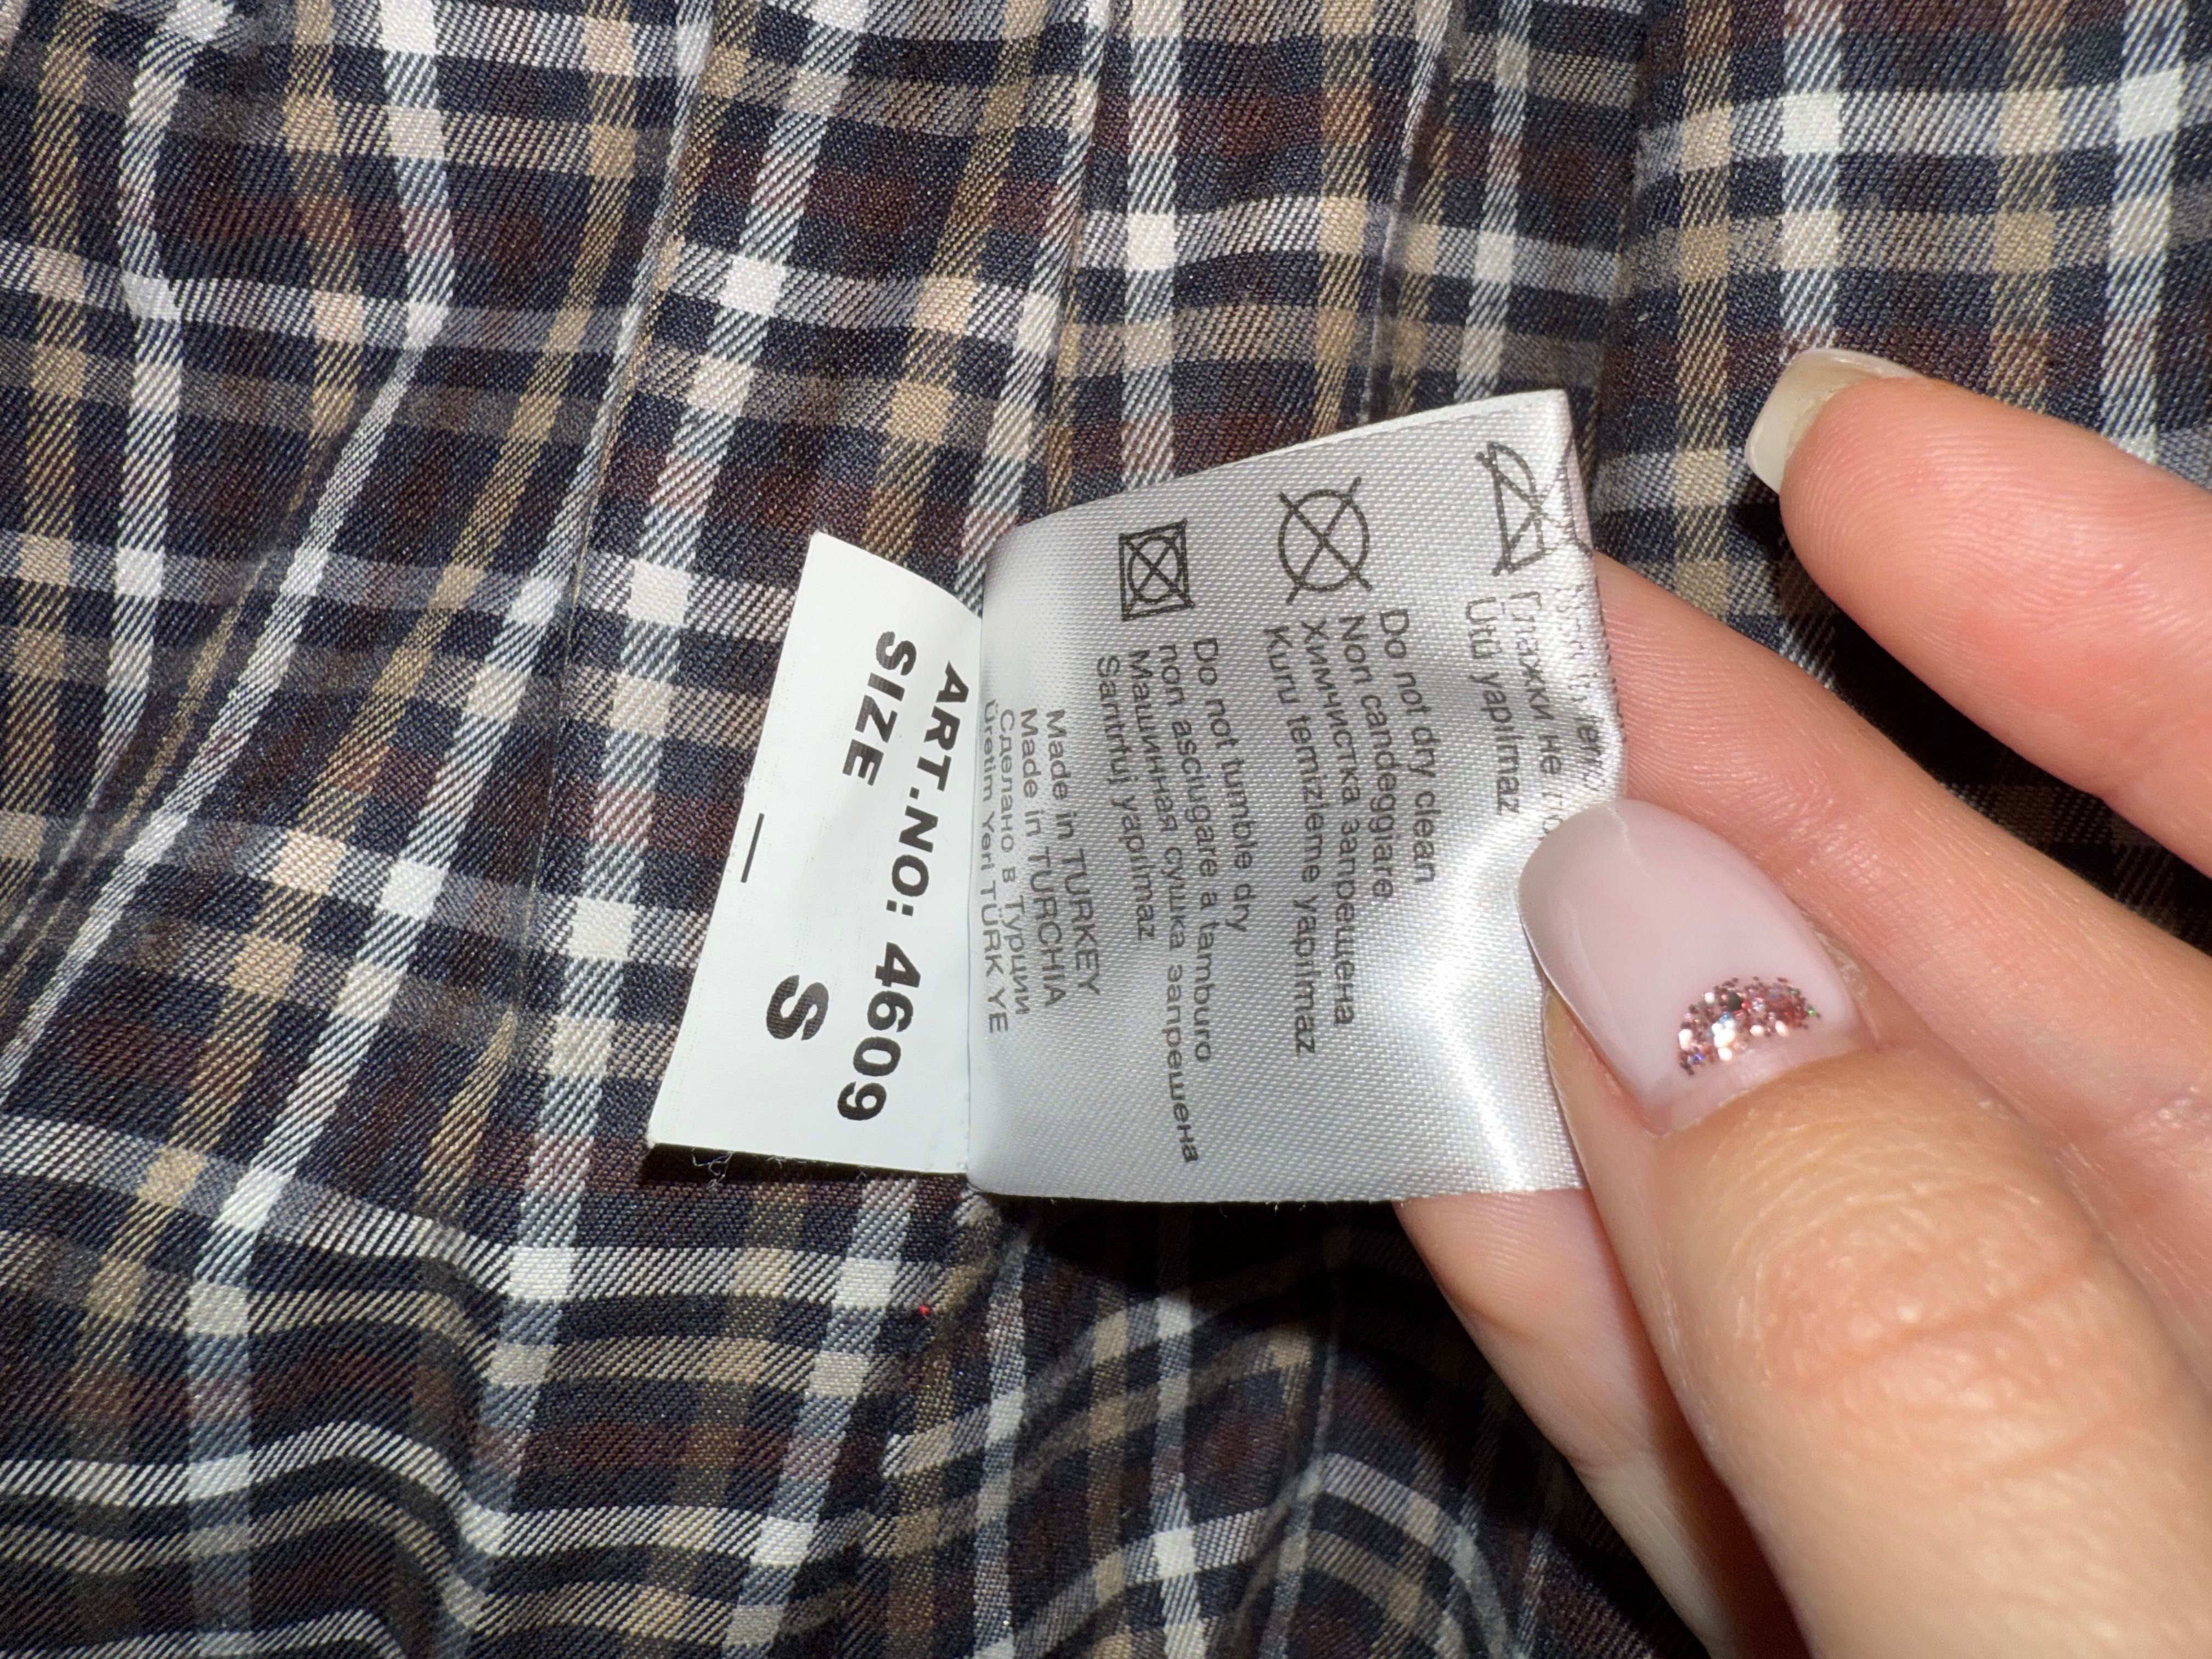 Ütü yapılmaz
Do not dry clean
Non candeggiare
Химчистка запрещена
Kuru temizleme yapılmaz
Do not tumble dry
non asciugare a tamburo
Машинная сушка запрещена
Santrifuj yapılmaz
Made in TURKEY
Made in TURCHIA
Сделано в Турции
Üretim Yeri TÜRK YE
ART.NO: 4609
SIZE S